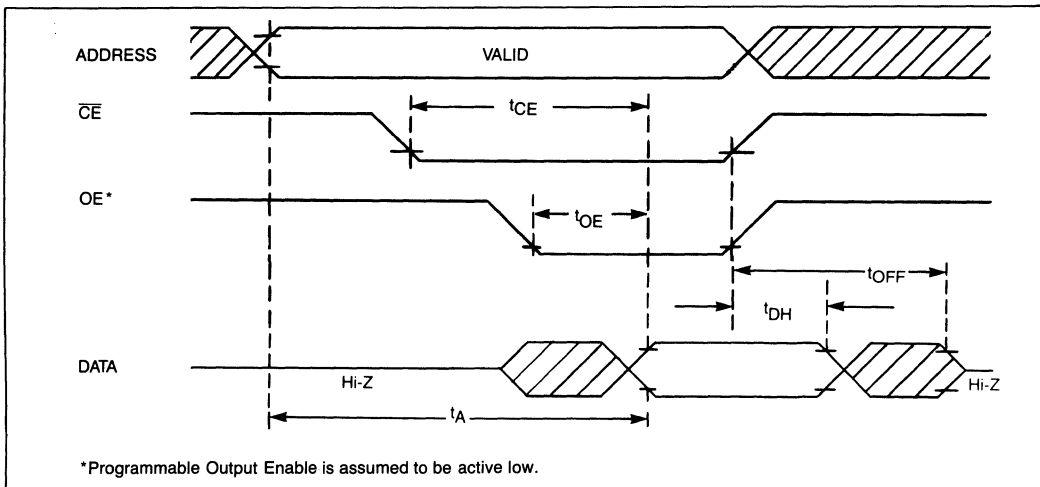 ADDRESS
VALID
C̅E̅
tCE
OE*
tOE
tOFF
tDH
DATA
Hi-Z
Hi-Z
tA
*Programmable Output Enable is assumed to be active low.